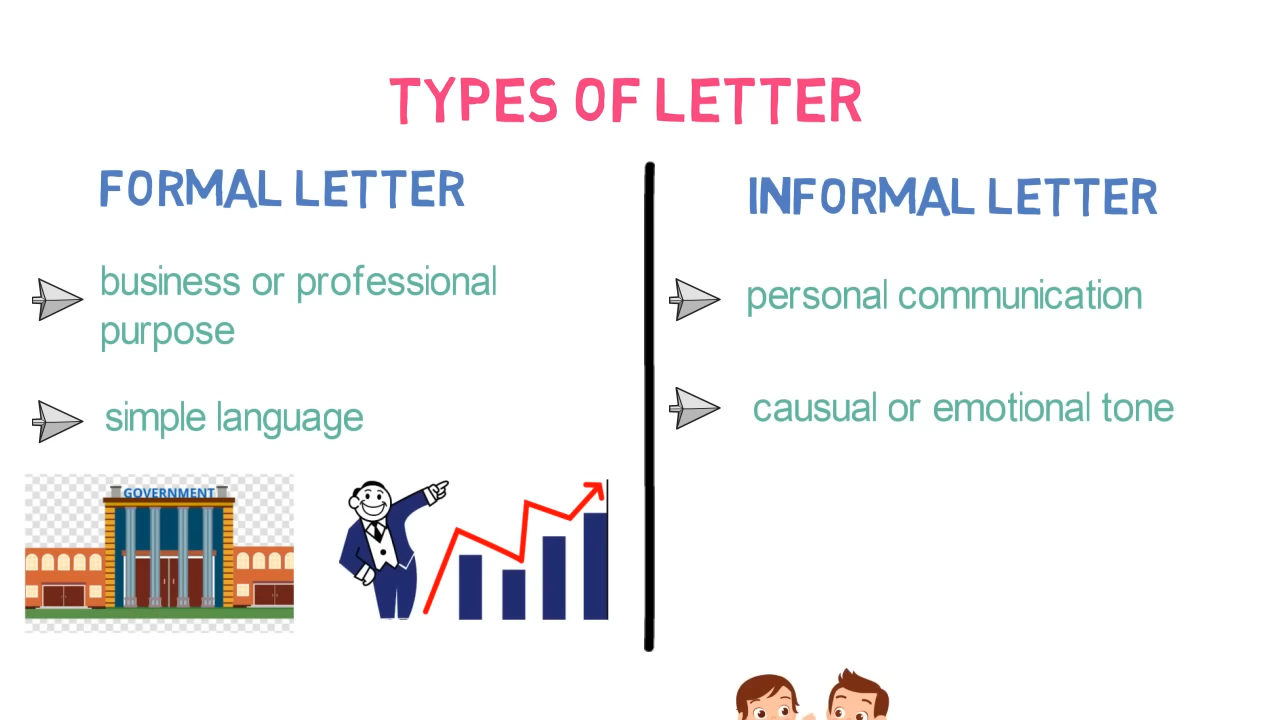 TYPES OF LETTER
FORMAL LETTER
business or professional
purpose
simple language
GOVERNMENT
INFORMAL LETTER
personal communication
causual or emotional tone